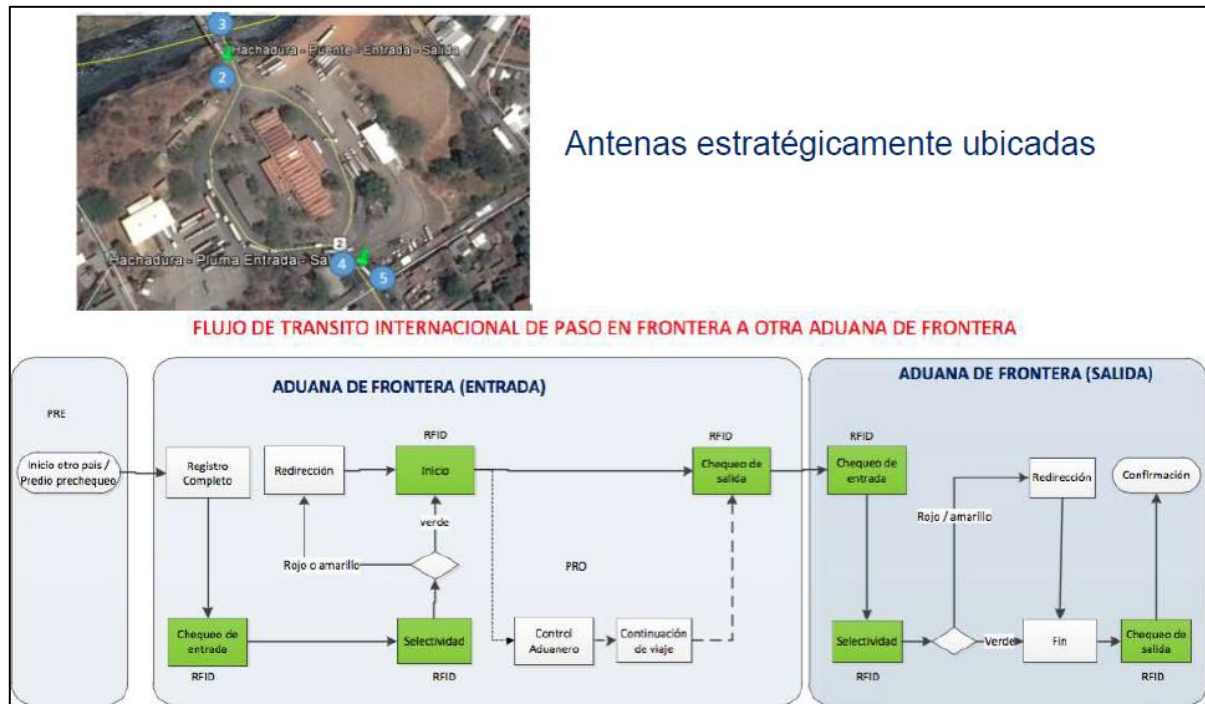 3
Hachadura - Puente - Entrada - Salida
2
2
Hachadura - Pluma Entrada - Sa
4
5
Antenas estratégicamente ubicadas
FLUJO DE TRANSITO INTERNACIONAL DE PASO EN FRONTERA A OTRA ADUANA DE FRONTERA
PRE
Inicio otro pais /
Predio prechequeo
ADUANA DE FRONTERA (ENTRADA)
Registro
Completo
Redirección
RFID
Inicio
RFID
Chequeo de
salida
verde
Rojo o amarillo
PRO
Chequeo de
entrada
RFID
Selectividad
RFID
Control
Aduanero
Continuación
de viaje
ADUANA DE FRONTERA (SALIDA)
RFID
Chequeo de
entrada
Redirección
Confirmación
Rojo / amarillo
Selectividad
RFID
Verde
Fin
Chequeo de
salida
RFID